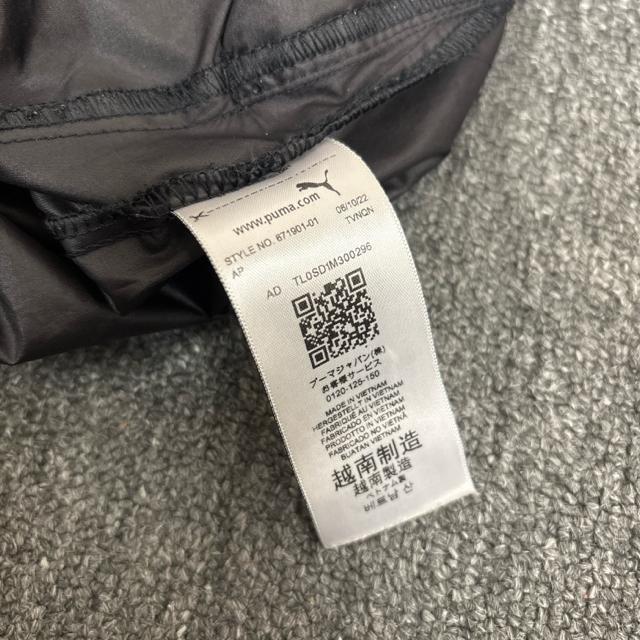 www.puma.com
STYLE NO. 671901-01 06/10/22
AP TVNQN
AD TL0SD1M300296
プーマジャパン(株)
お客様サービス
0120-125-150
MADE IN VIETNAM
HERGESTELLT IN VIETNAM
FABRIQUÉ AU VIETNAM
FABRICADO EN VIETNAM
PRODOTTO IN VIETNAM
FABRICADO NO VIETNA
BUATAN VIETNAM
越南制造
越南製造
ベトナム製
베트남산